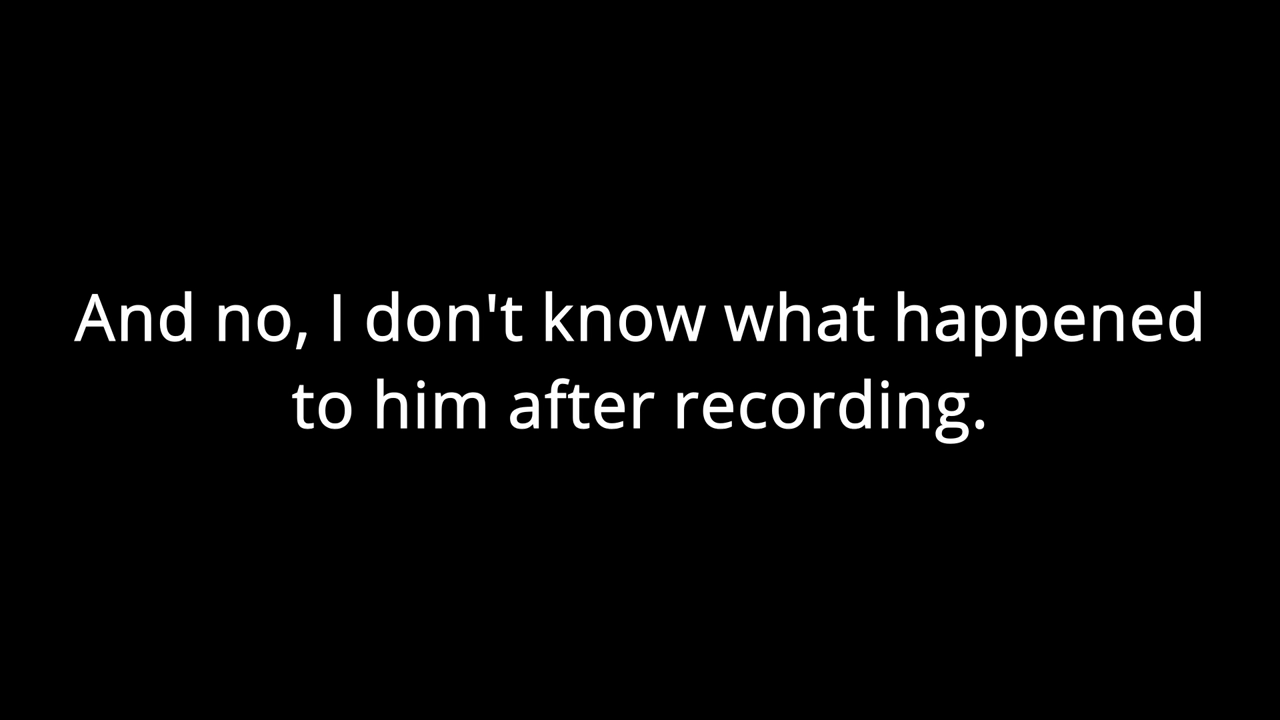 And no, I don't know what happened
to him after recording.